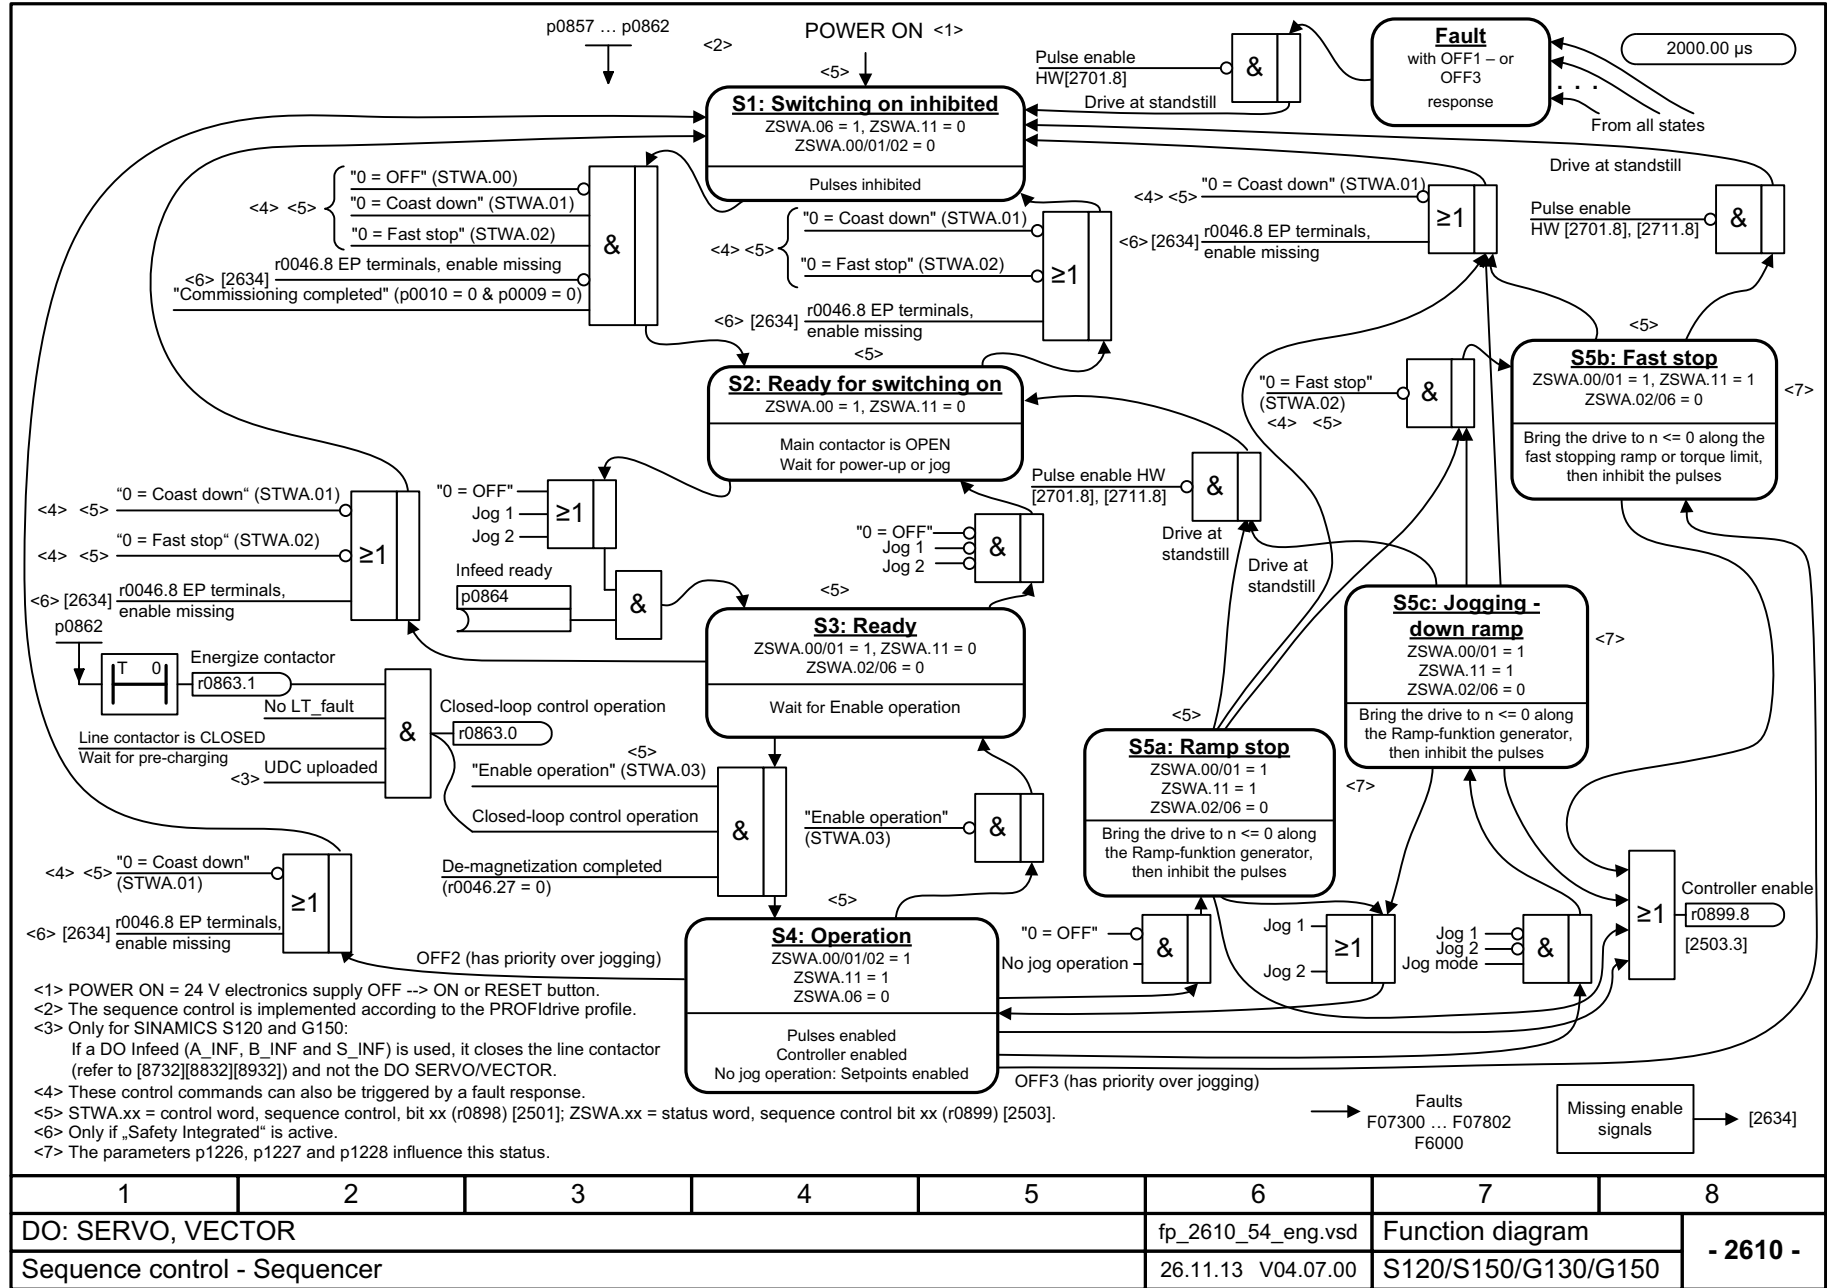 p0857 … p0862
<2>
POWER ON <1>
<5>
Pulse enable
HW[2701.8]
&
Drive at standstill
Fault
with OFF1 – or
OFF3
response
. . .
From all states
2000.00 µs
S1: Switching on inhibited
ZSWA.06 = 1, ZSWA.11 = 0
ZSWA.00/01/02 = 0
Pulses inhibited
<4> <5>
"0 = OFF" (STWA.00)
"0 = Coast down" (STWA.01)
"0 = Fast stop" (STWA.02)
<6> [2634]
r0046.8 EP terminals, enable missing
"Commissioning completed" (p0010 = 0 & p0009 = 0)
&
<4> <5>
"0 = Coast down" (STWA.01)
"0 = Fast stop" (STWA.02)
<6> [2634]
r0046.8 EP terminals,
enable missing
≥1
<4> <5>
"0 = Coast down" (STWA.01)
<6>[2634]
r0046.8 EP terminals,
enable missing
≥1
Drive at standstill
Pulse enable
HW [2701.8], [2711.8]
&
<5>
S2: Ready for switching on
ZSWA.00 = 1, ZSWA.11 = 0
Main contactor is OPEN
Wait for power-up or jog
"0 = Fast stop"
(STWA.02)
<4> <5>
&
<5>
S5b: Fast stop
ZSWA.00/01 = 1, ZSWA.11 = 1
ZSWA.02/06 = 0
Bring the drive to n <= 0 along the
fast stopping ramp or torque limit,
then inhibit the pulses
<7>
<4> <5>
“0 = Coast down“ (STWA.01)
<4> <5>
“0 = Fast stop“ (STWA.02)
<6> [2634]
r0046.8 EP terminals,
enable missing
≥1
"0 = OFF"
Jog 1
Jog 2
≥1
Infeed ready
p0864
&
"0 = OFF"
Jog 1
Jog 2
&
Pulse enable HW
[2701.8], [2711.8]
&
Drive at
standstill
Drive at
standstill
<5>
S3: Ready
ZSWA.00/01 = 1, ZSWA.11 = 0
ZSWA.02/06 = 0
Wait for Enable operation
S5c: Jogging -
down ramp
ZSWA.00/01 = 1
ZSWA.11 = 1
ZSWA.02/06 = 0
Bring the drive to n <= 0 along
the Ramp-funktion generator,
then inhibit the pulses
<7>
p0862
T 0
Energize contactor
r0863.1
No LT_fault
Line contactor is CLOSED
Wait for pre-charging
<3>
UDC uploaded
&
Closed-loop control operation
r0863.0
<5>
"Enable operation" (STWA.03)
Closed-loop control operation
De-magnetization completed
(r0046.27 = 0)
&
"Enable operation"
(STWA.03)
&
<5>
S5a: Ramp stop
ZSWA.00/01 = 1
ZSWA.11 = 1
ZSWA.02/06 = 0
Bring the drive to n <= 0 along
the Ramp-funktion generator,
then inhibit the pulses
<7>
<4> <5>
"0 = Coast down"
(STWA.01)
<6> [2634]
r0046.8 EP terminals,
enable missing
≥1
OFF2 (has priority over jogging)
<5>
S4: Operation
ZSWA.00/01/02 = 1
ZSWA.11 = 1
ZSWA.06 = 0
Pulses enabled
Controller enabled
No jog operation: Setpoints enabled
"0 = OFF"
No jog operation
&
Jog 1
Jog 2
≥1
Jog 1
Jog 2
Jog mode
&
≥1
Controller enable
r0899.8
[2503.3]
OFF3 (has priority over jogging)
<1> POWER ON = 24 V electronics supply OFF --> ON or RESET button.
<2> The sequence control is implemented according to the PROFIdrive profile.
<3> Only for SINAMICS S120 and G150:
If a DO Infeed (A_INF, B_INF and S_INF) is used, it closes the line contactor
(refer to [8732][8832][8932]) and not the DO SERVO/VECTOR.
<4> These control commands can also be triggered by a fault response.
<5> STWA.xx = control word, sequence control, bit xx (r0898) [2501]; ZSWA.xx = status word, sequence control bit xx (r0899) [2503].
<6> Only if „Safety Integrated“ is active.
<7> The parameters p1226, p1227 and p1228 influence this status.
Faults
F07300 … F07802
F6000
Missing enable
signals
[2634]
1 2 3 4 5 6 7 8
DO: SERVO, VECTOR
fp_2610_54_eng.vsd
Function diagram
- 2610 -
Sequence control - Sequencer
26.11.13 V04.07.00
S120/S150/G130/G150